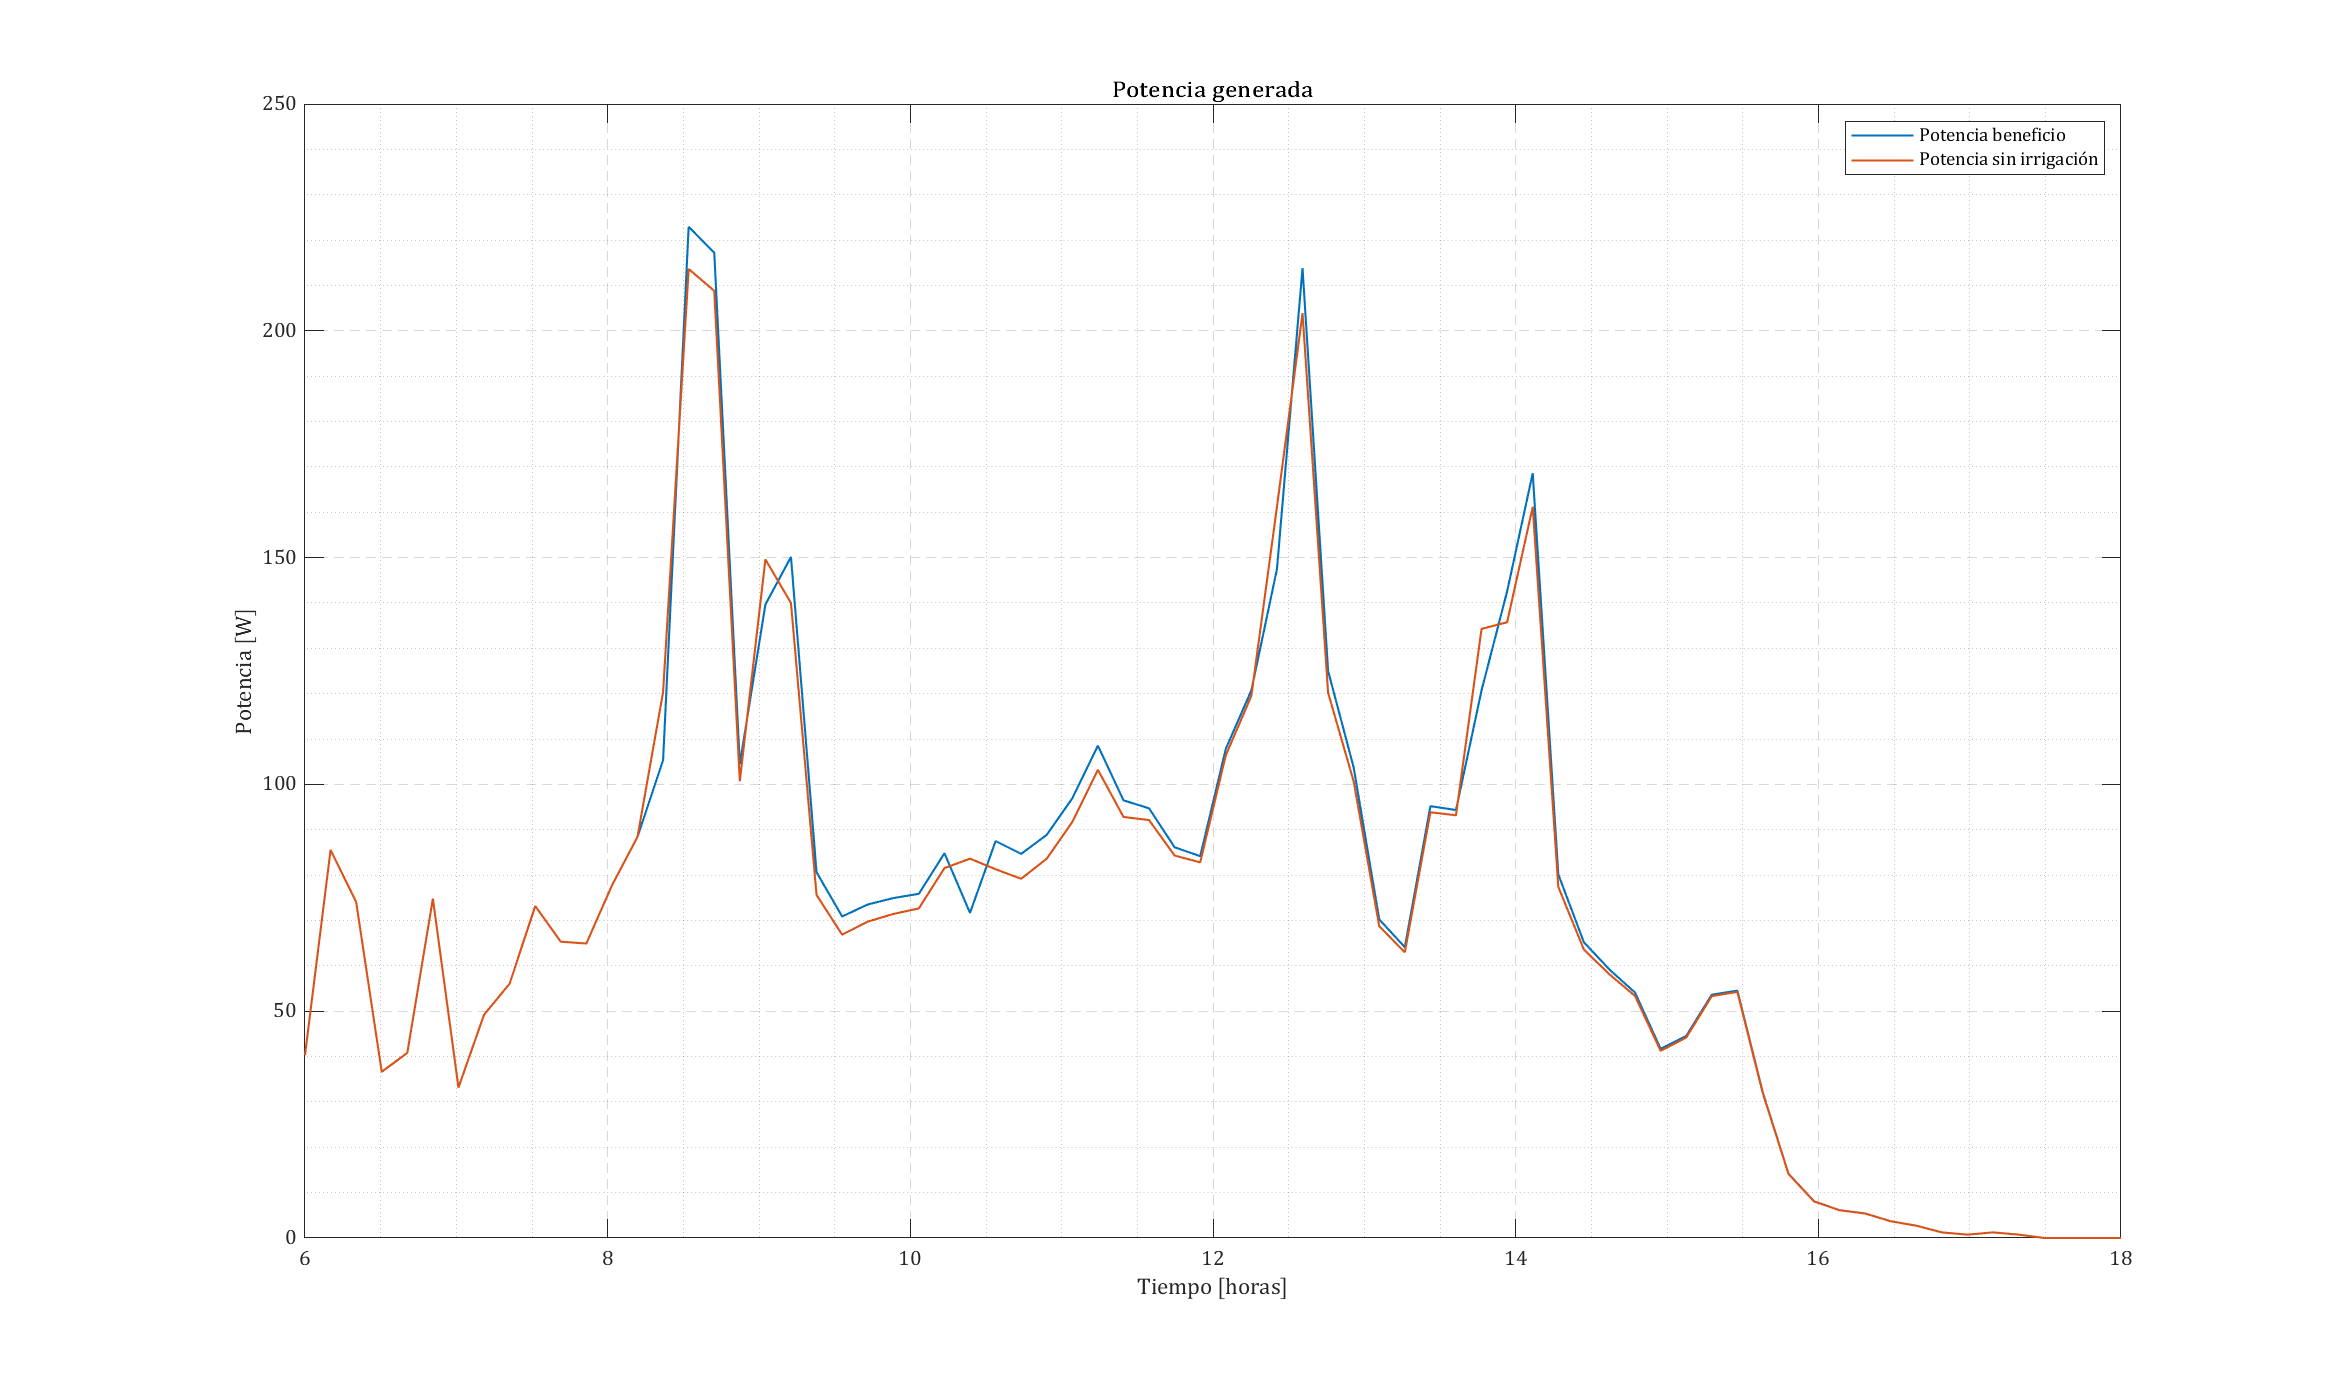 Potencia generada
250
200
150
100
50
0
Potencia [W]
Potencia beneficio
Potencia sin irrigación
6 8 10 12 14 16 18
Tiempo [horas]